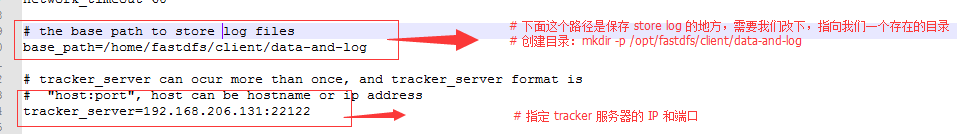 network_timeout=60
# the base path to store log files
base_path=/home/fastdfs/client/data-and-log
# 下面这个路径是保存 store log 的地方，需要我们改下，指向我们一个存在的目录
# 创建目录：mkdir -p /opt/fastdfs/client/data-and-log
# tracker_server can ocur more than once, and tracker_server format is
# "host:port", host can be hostname or ip address
tracker_server=192.168.206.131:22122
# 指定 tracker 服务器的 IP 和端口